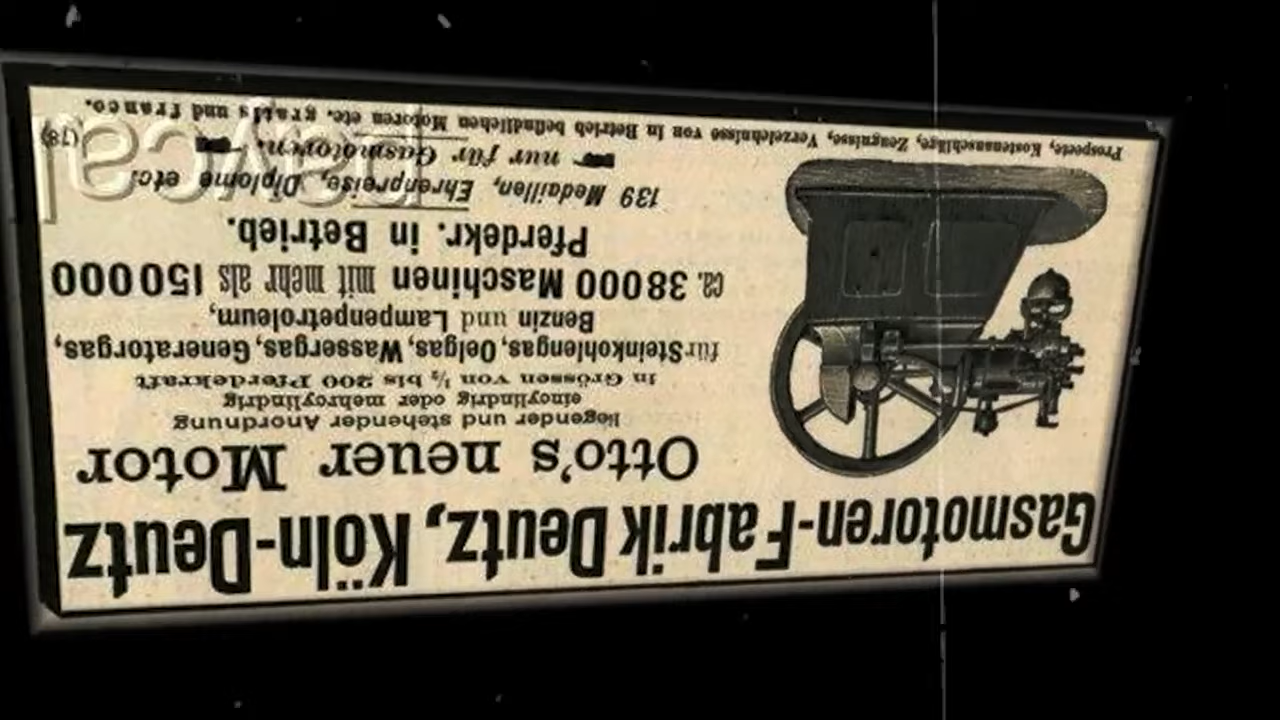 Gasmotoren-Fabrik Deutz, Köln-Deutz
Otto's neuer Motor
liegender und stehender Anordnung
eincylindrig oder mehrcylindrig
in Grössen von ½ bis 200 Pferdekraft
für Steinkohlengas, Oelgas, Wassergas, Generatorgas,
Benzin und Lampenpetroleum,
ca. 38000 Maschinen mit mehr als 150000
Pferdekr. in Betrieb.
139 Medaillen, Ehrenpreise, Diplome etc.
nur für Gasmotoren.
(78)
Prospecte, Kostenanschläge, Zeugnisse, Verzeichnisse von in Betrieb befindlichen Motoren etc. gratis und franco.